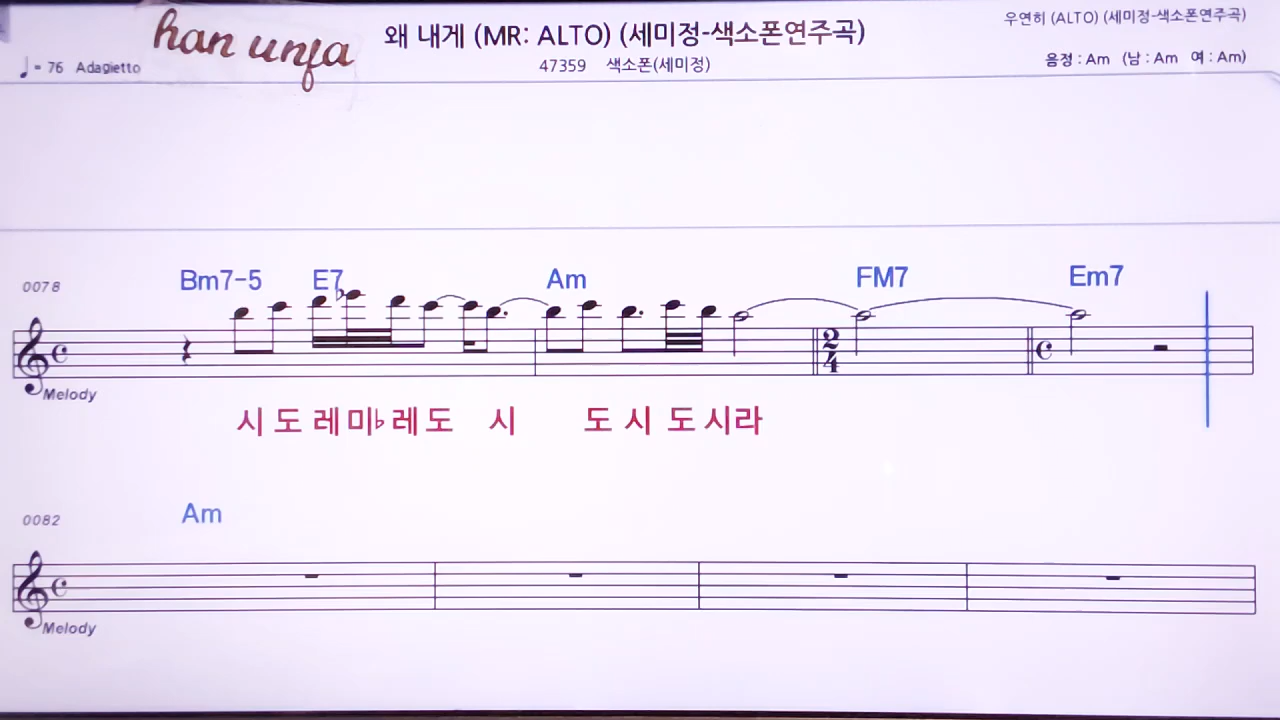 han unfa
왜 내게 (MR: ALTO) (세미정-색소폰연주곡)
우연히 (ALTO) (세미정-색소폰연주곡)
♩= 76 Adagietto
47359 색소폰(세미정)
음정 : Am (남 : Am 여 : Am)
0078
Bm7-5 E7 Am FM7 Em7
2
4
Melody
시 도 레 미♭ 레 도 시 도 시 도 시 라
0082
Am
Melody